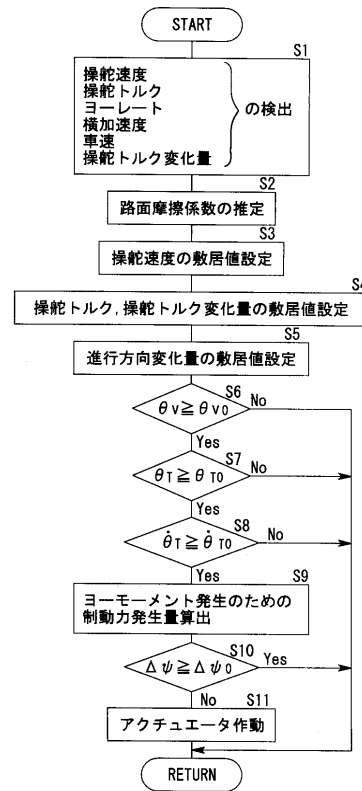 START
S1
操舵速度
操舵トルク
ヨーレート
横加速度
車速
操舵トルク変化量
の検出
S2
路面摩擦係数の推定
S3
操舵速度の敷居値設定
S4
操舵トルク,操舵トルク変化量の敷居値設定
S5
進行方向変化量の敷居値設定
S6
θV≧θV0
No
Yes
S7
θT≧θT0
No
Yes
S8
θ̇T≧θ̇T0
No
Yes
S9
ヨーモーメント発生のための
制動力発生量算出
S10
Δψ≧Δψ0
Yes
No
S11
アクチュエータ作動
RETURN